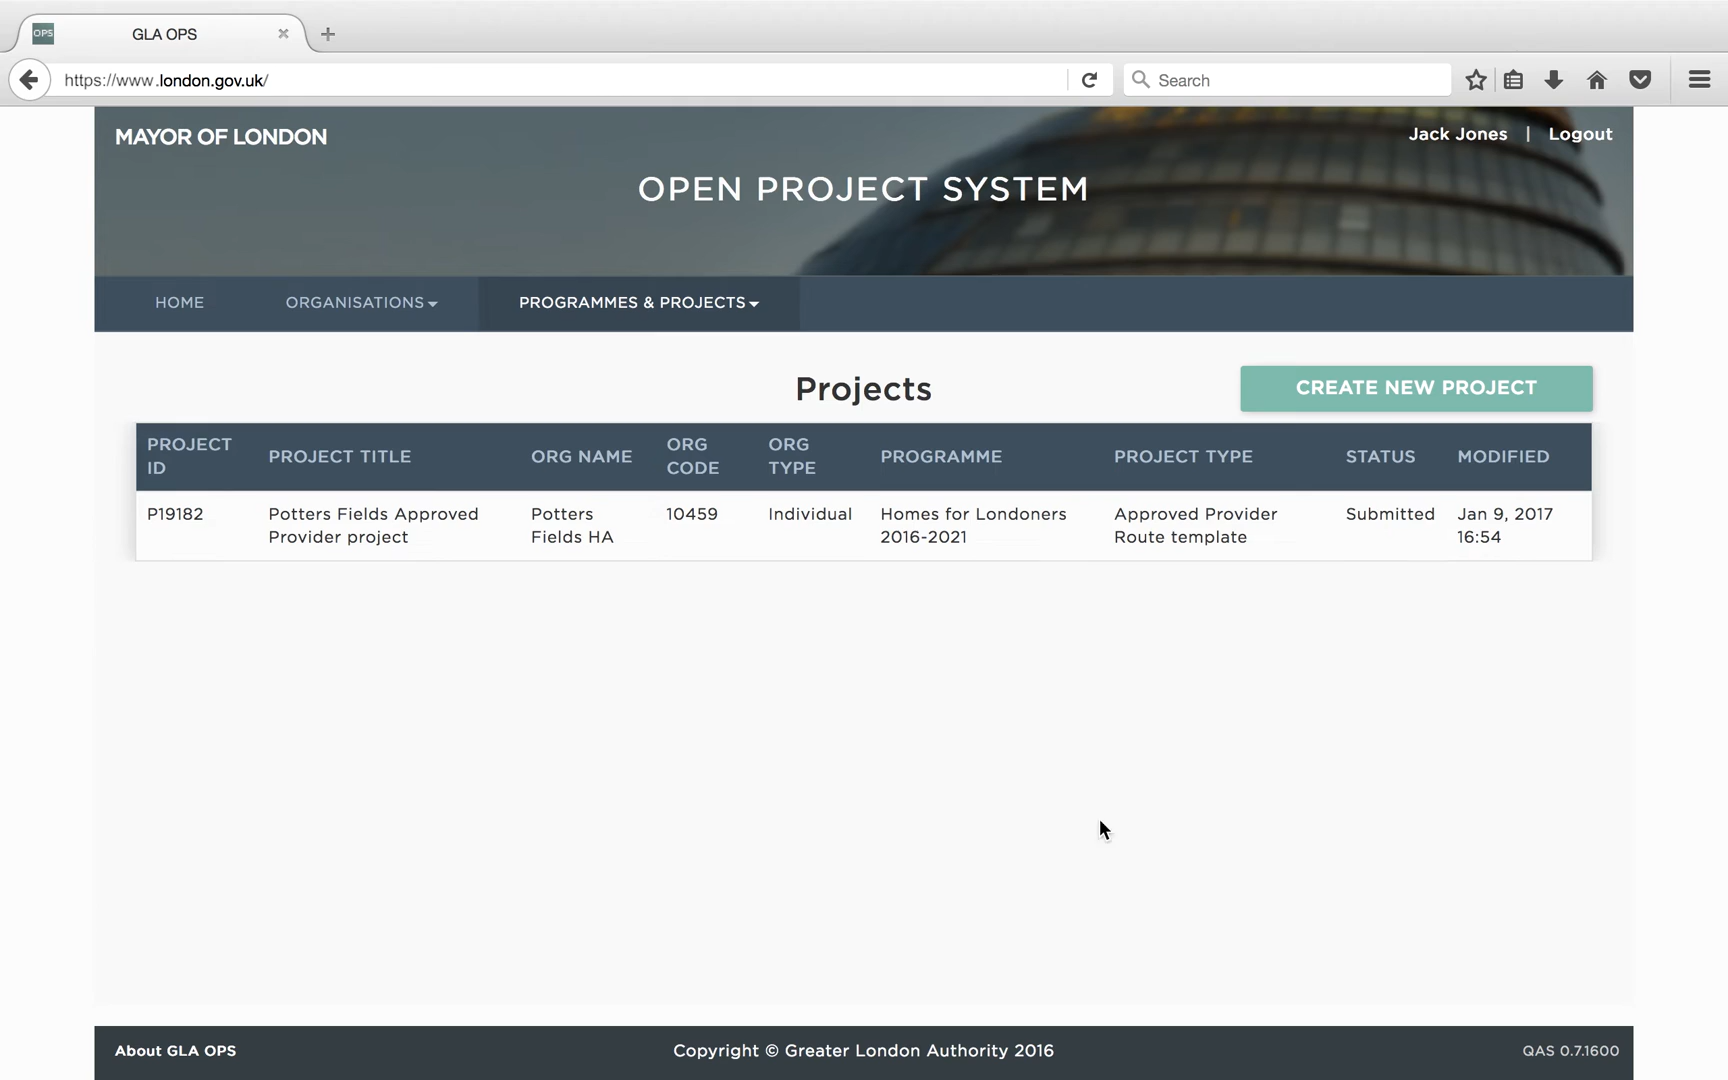 OPS
GLA OPS
https://www.london.gov.uk/
Search
MAYOR OF LONDON
Jack Jones | Logout
OPEN PROJECT SYSTEM
HOME
ORGANISATIONS
PROGRAMMES & PROJECTS
Projects
CREATE NEW PROJECT
PROJECT
ID
PROJECT TITLE
ORG NAME
ORG
CODE
ORG
TYPE
PROGRAMME
PROJECT TYPE
STATUS
MODIFIED
P19182
Potters Fields Approved
Provider project
Potters
Fields HA
10459
Individual
Homes for Londoners
2016-2021
Approved Provider
Route template
Submitted
Jan 9, 2017
16:54
About GLA OPS
Copyright © Greater London Authority 2016
QAS 0.7.1600